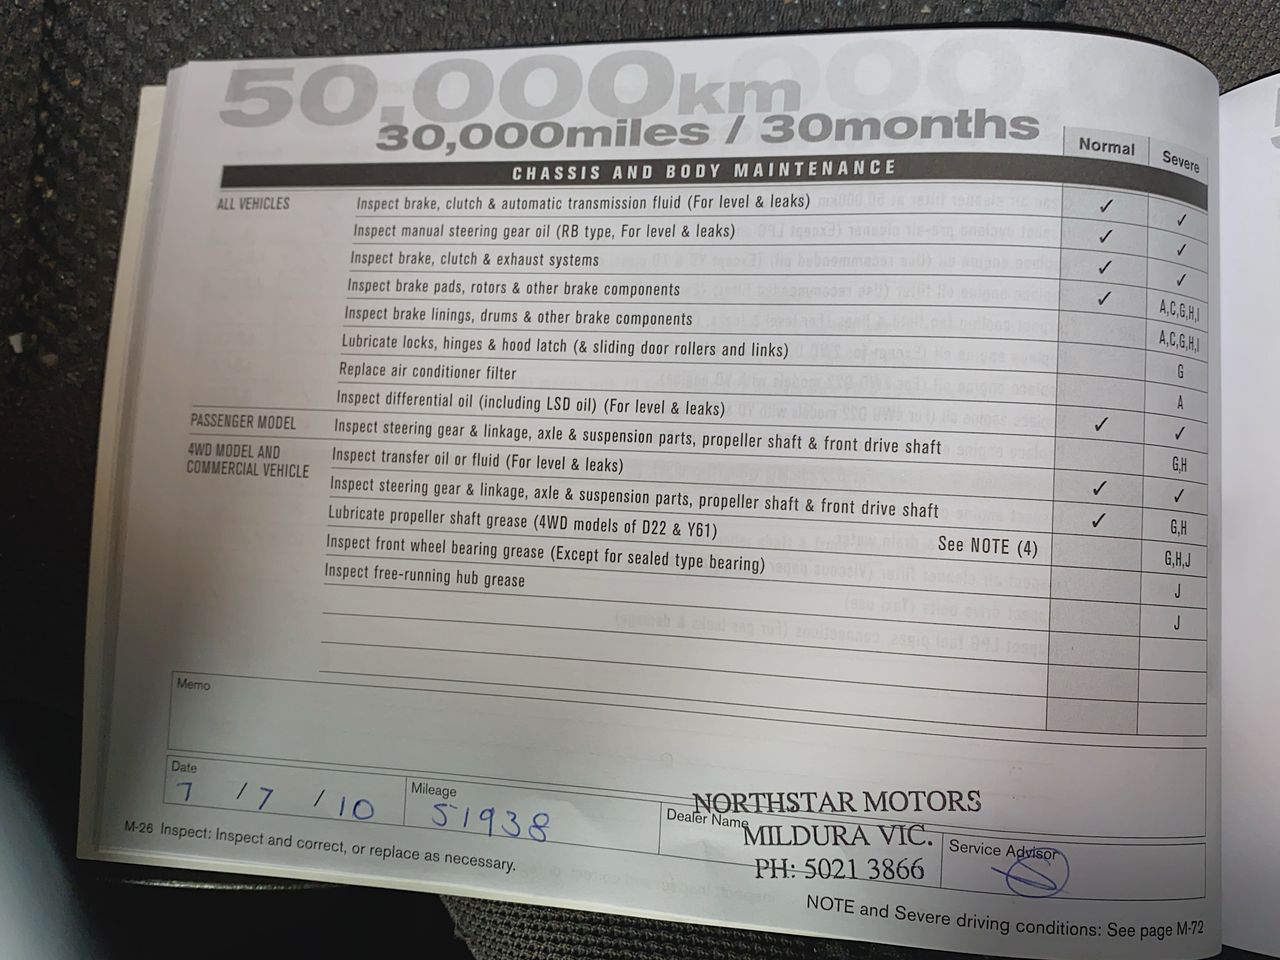 50,000km
30,000miles / 30months
Normal Severe
CHASSIS AND BODY MAINTENANCE
ALL VEHICLES Inspect brake, clutch & automatic transmission fluid (For level & leaks) ✓ ✓
Inspect manual steering gear oil (RB type, For level & leaks) ✓ ✓
Inspect brake, clutch & exhaust systems ✓ ✓
Inspect brake pads, rotors & other brake components ✓ A,C,G,H,I
Inspect brake linings, drums & other brake components A,C,G,H,I
Lubricate locks, hinges & hood latch (& sliding door rollers and links) G
Replace air conditioner filter A
Inspect differential oil (including LSD oil) (For level & leaks) ✓ ✓
PASSENGER MODEL Inspect steering gear & linkage, axle & suspension parts, propeller shaft & front drive shaft G,H
4WD MODEL AND COMMERCIAL VEHICLE Inspect transfer oil or fluid (For level & leaks) ✓ ✓
Inspect steering gear & linkage, axle & suspension parts, propeller shaft & front drive shaft ✓ G,H
Lubricate propeller shaft grease (4WD models of D22 & Y61) See NOTE (4) G,H,J
Inspect front wheel bearing grease (Except for sealed type bearing) J
Inspect free-running hub grease J
Memo
Date 7 / 7 / 10 Mileage 51938
Dealer Name NORTHSTAR MOTORS
MILDURA VIC.
PH: 5021 3866
Service Advisor
M-26 Inspect: Inspect and correct, or replace as necessary.
NOTE and Severe driving conditions: See page M-72